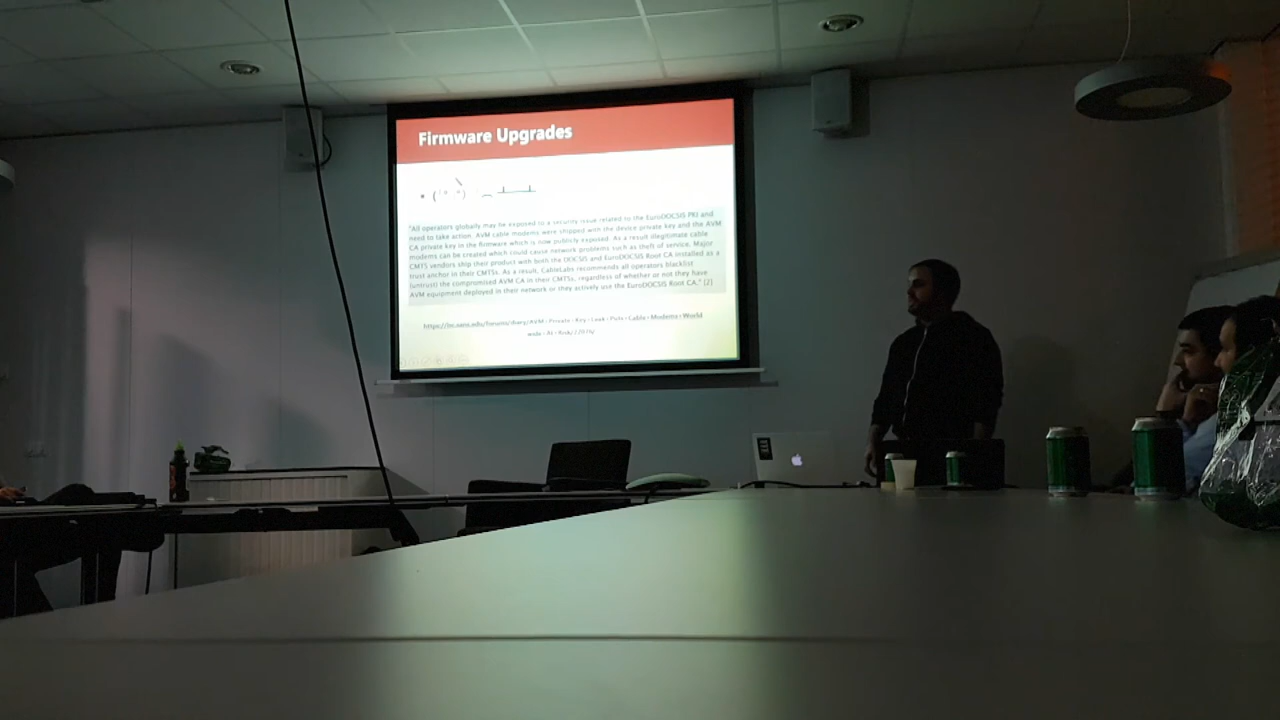 Firmware Upgrades
"All operators globally may be exposed to a security issue related to the EuroDOCSIS PKI and
need to take action. AVM cable modems were shipped with the device private key and the AVM
CA private key in the firmware which is now publicly exposed. As a result illegitimate cable
modems can be created which could cause network problems such as theft of service. Major
CMTS vendors ship their product with both the DOCSIS and EuroDOCSIS Root CA installed as a
trust anchor in their CMTSs. As a result, CableLabs recommends all operators blacklist
(untrust) the compromised AVM CA in their CMTSs, regardless of whether or not they have
AVM equipment deployed in their network or they actively use the EuroDOCSIS Root CA." [2]